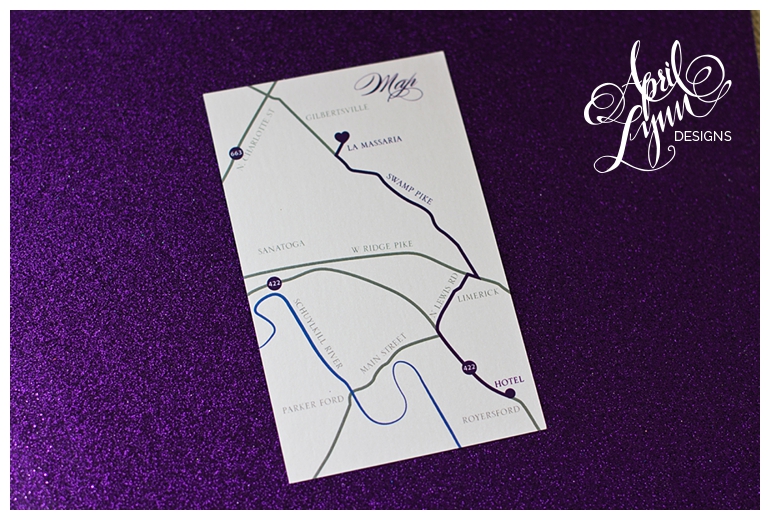 April
Lynn
DESIGNS
Map
GILBERTSVILLE
N. CHARLOTTE ST
663
LA MASSARIA
SWAMP PIKE
SANATOGA
W RIDGE PIKE
422
N LEWIS RD
LIMERICK
SCHUYLKILL RIVER
MAIN STREET
422
HOTEL
PARKER FORD
ROYERSFORD